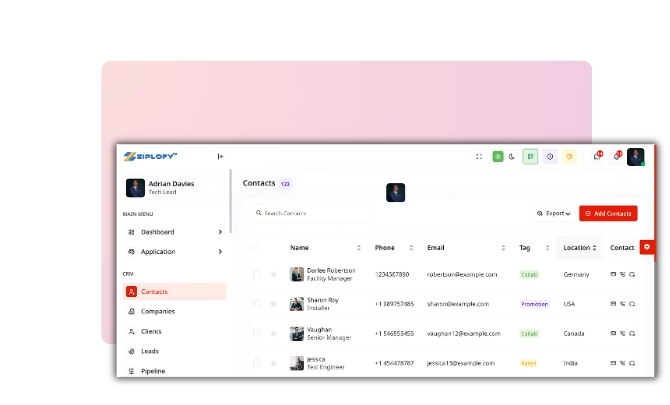 ZIPLOFY
Adrian Davies
Tech Lead
MAIN MENU
Dashboard
Application
CRM
Contacts
Companies
Clients
Leads
Pipeline
Contacts 123
Search Contacts
Export
Add Contacts
Name Phone Email Tag Location Contact
Darlee Robertson
Facility Manager
1234567890 robertson@example.com Collab Germany
Sharon Roy
Installer
+1 989757485 sharon@example.com Promotion USA
Vaughan
Senior Manager
+1 546555455 vaughan12@example.com Collab Canada
Jessica
Test Engineer
+1 454478787 jessica13@example.com Rated India